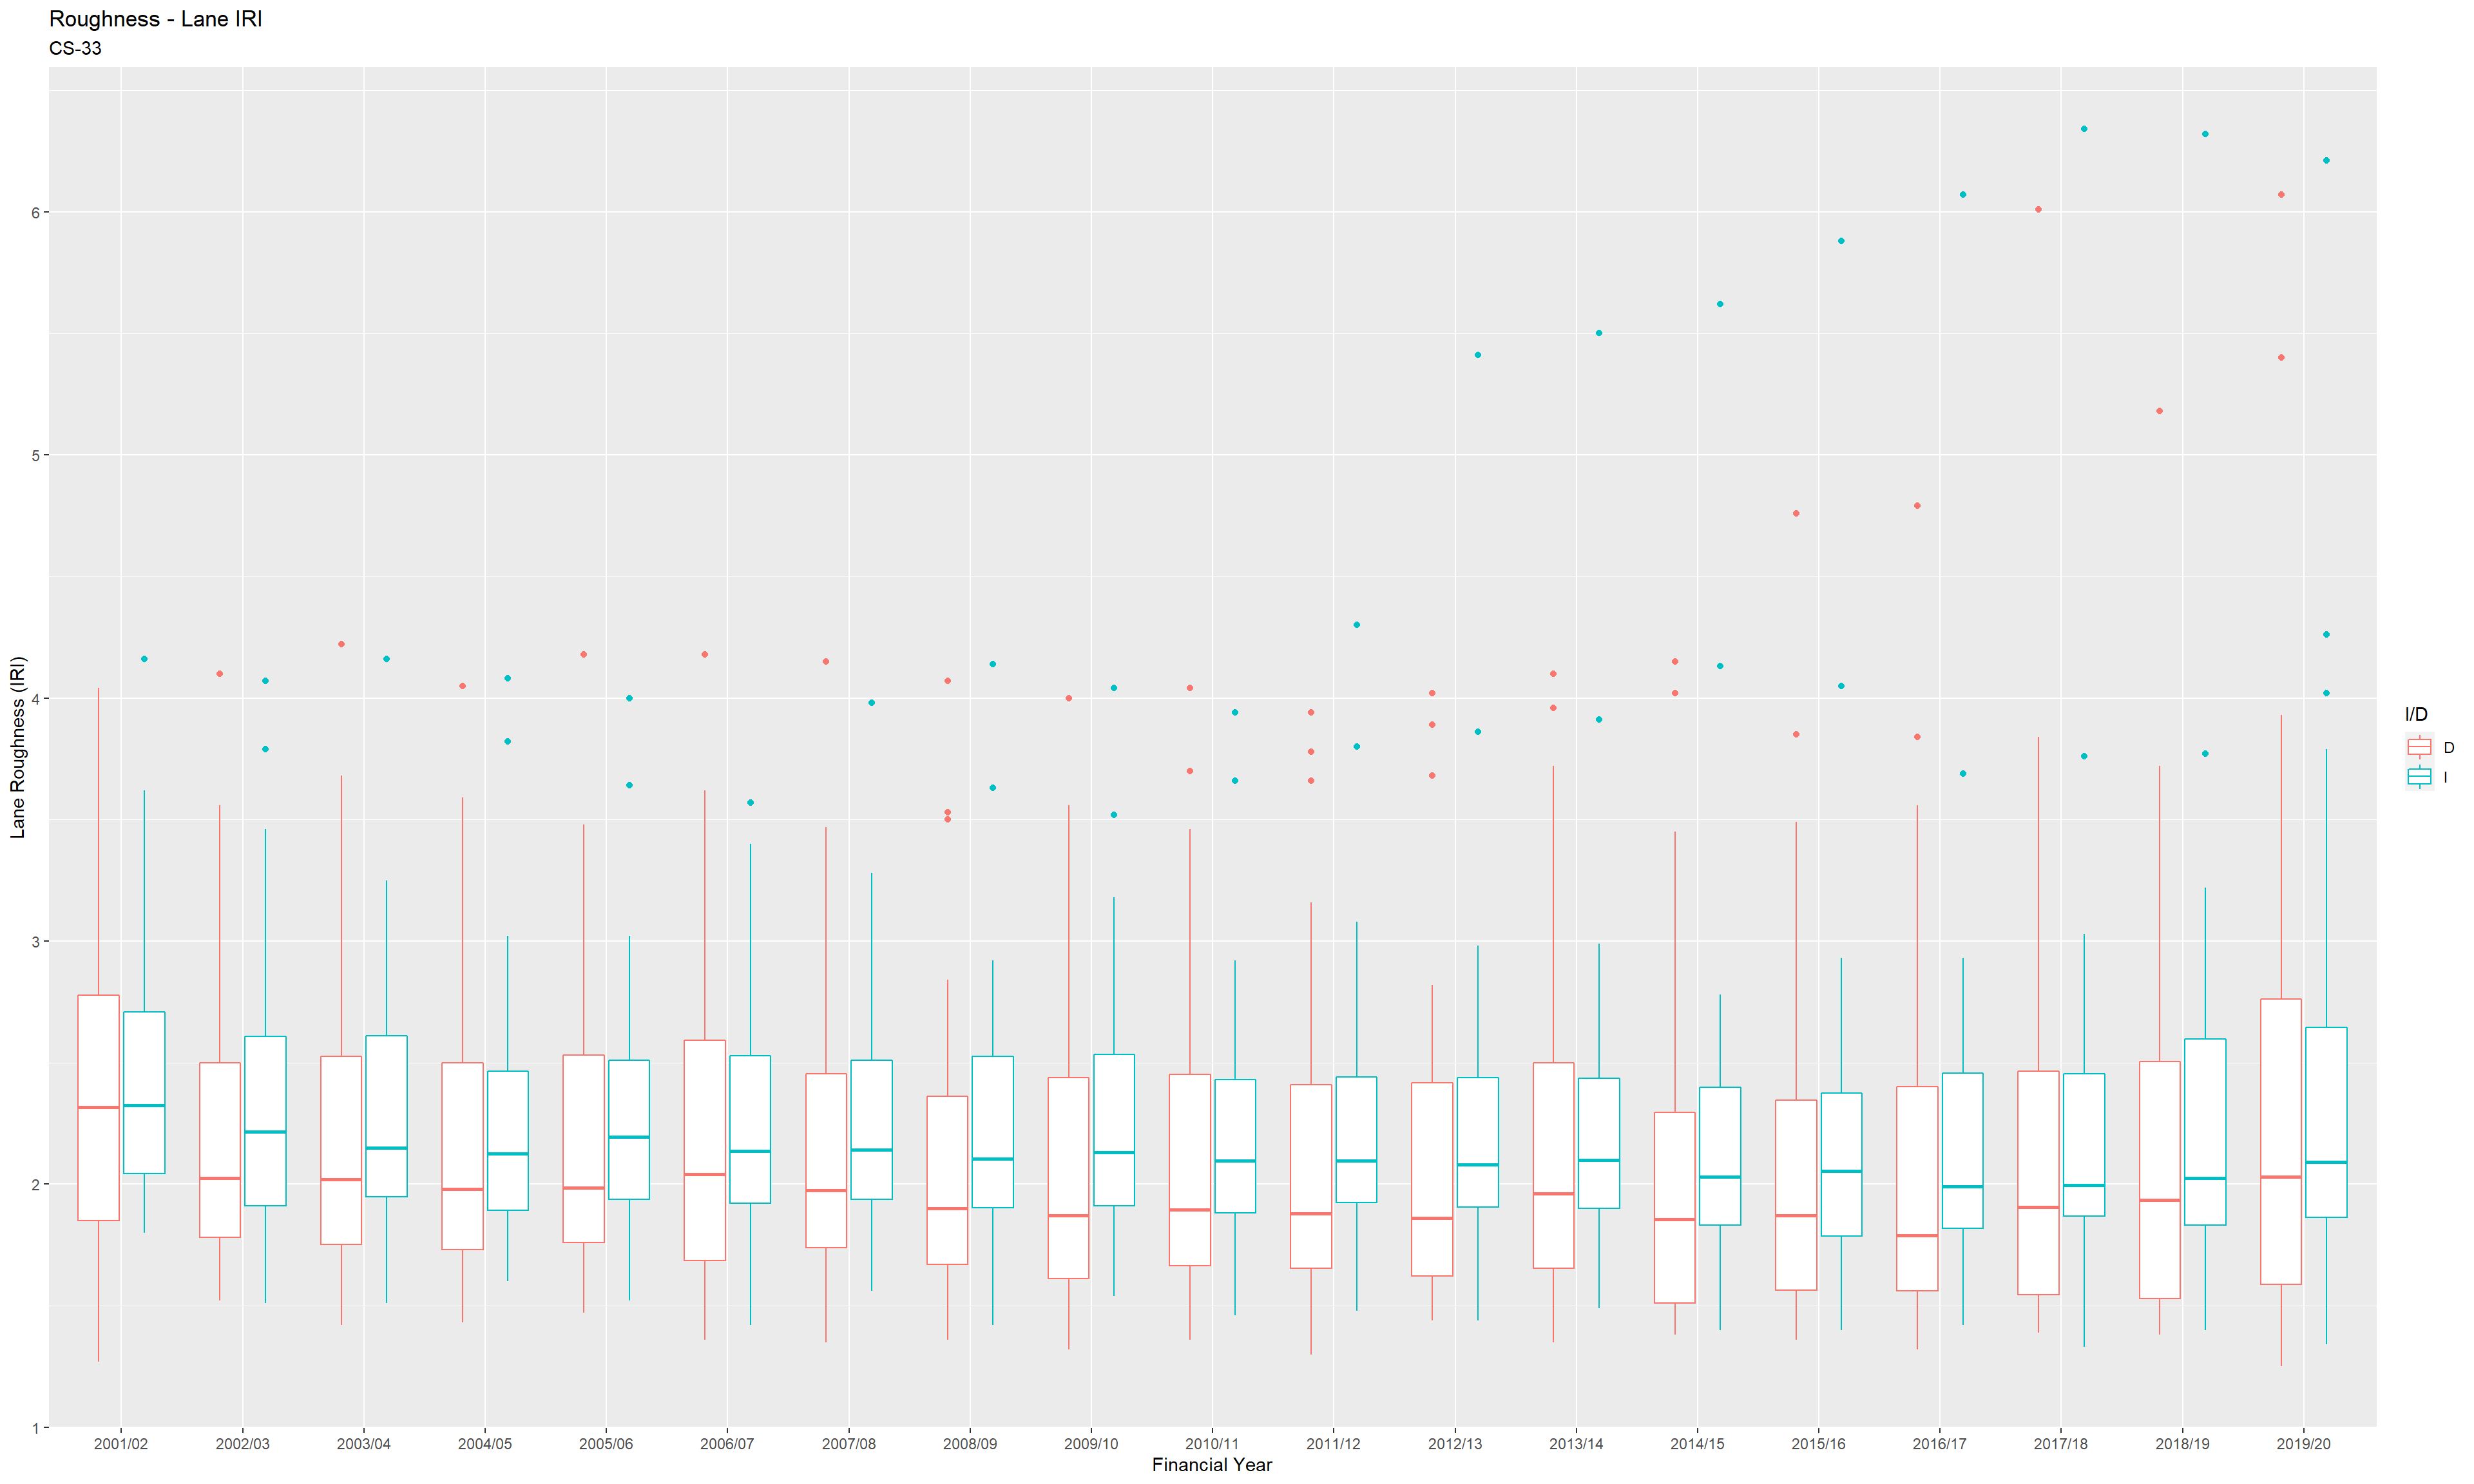 Roughness - Lane IRI
CS-33
Lane Roughness (IRI)
6
5
4
3
2
1
2001/02 2002/03 2003/04 2004/05 2005/06 2006/07 2007/08 2008/09 2009/10 2010/11 2011/12 2012/13 2013/14 2014/15 2015/16 2016/17 2017/18 2018/19 2019/20
Financial Year
I/D
D
I